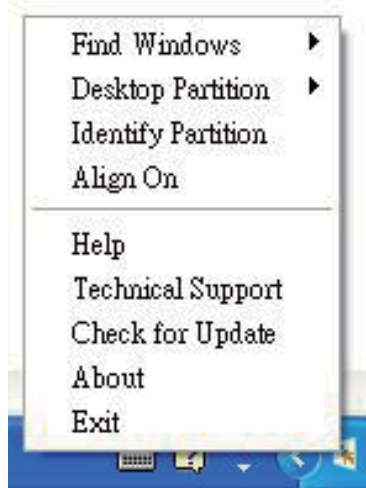 Find Windows
Desktop Partition
Identify Partition
Align On
Help
Technical Support
Check for Update
About
Exit